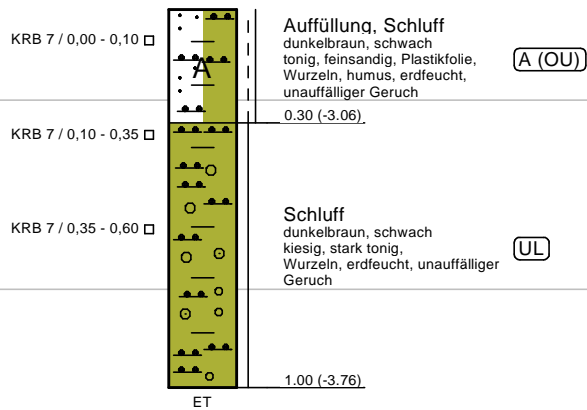 KRB 7 / 0,00 - 0,10
A
Auffüllung, Schluff
dunkelbraun, schwach
tonig, feinsandig, Plastikfolie,
Wurzeln, humus, erdfeucht,
unauffälliger Geruch
A (OU)
0.30 (-3.06)
KRB 7 / 0,10 - 0,35
KRB 7 / 0,35 - 0,60
Schluff
dunkelbraun, schwach
kiesig, stark tonig,
Wurzeln, erdfeucht, unauffälliger
Geruch
UL
1.00 (-3.76)
ET